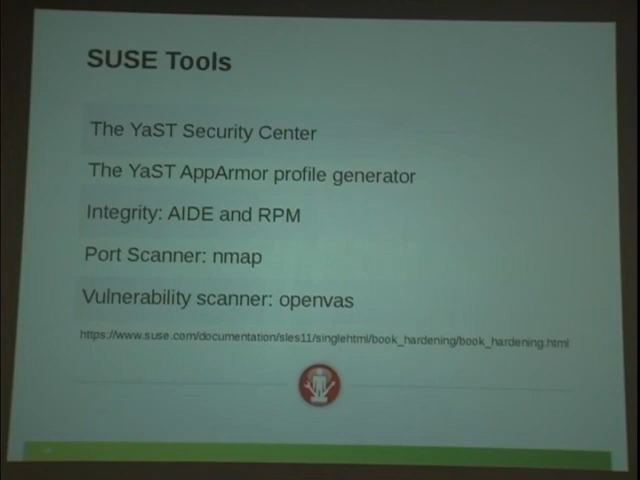 SUSE Tools
The YaST Security Center
The YaST AppArmor profile generator
Integrity: AIDE and RPM
Port Scanner: nmap
Vulnerability scanner: openvas
https://www.suse.com/documentation/sles11/singlehtml/book_hardening/book_hardening.html